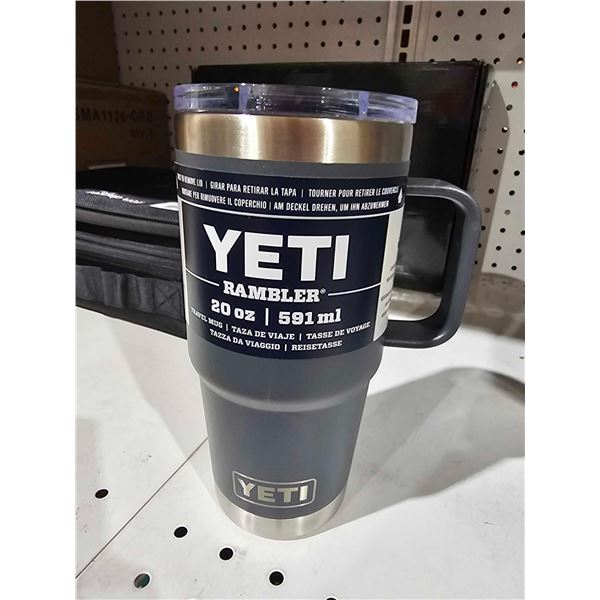 SMA1126-GRE
TO REMOVE LID | GIRAR PARA RETIRAR LA TAPA | TOURNER POUR RETIRER LE COUVERCLE
RUOTARE PER RIMUOVERE IL COPERCHIO | AM DECKEL DREHEN, UM IHN ABZUNEHMEN
YETI
RAMBLER®
20 oz | 591 ml
TRAVEL MUG | TAZA DE VIAJE | TASSE DE VOYAGE
TAZZA DA VIAGGIO | REISETASSE
YETI